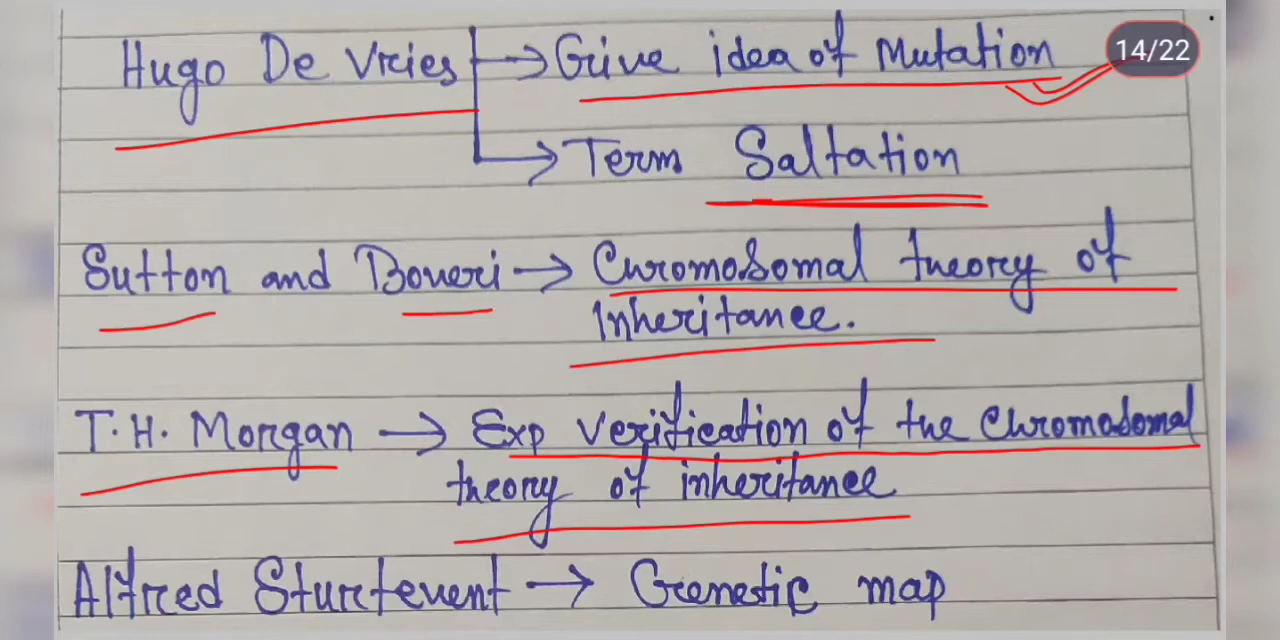 Hugo De Vries → Give idea of Mutation
14/22
→ Term Saltation
Sutton and Boveri → Chromosomal theory of
Inheritance.
T. H. Morgan → Exp verification of the Chromosomal
theory of inheritance
Alfred Sturtevent → Genetic map